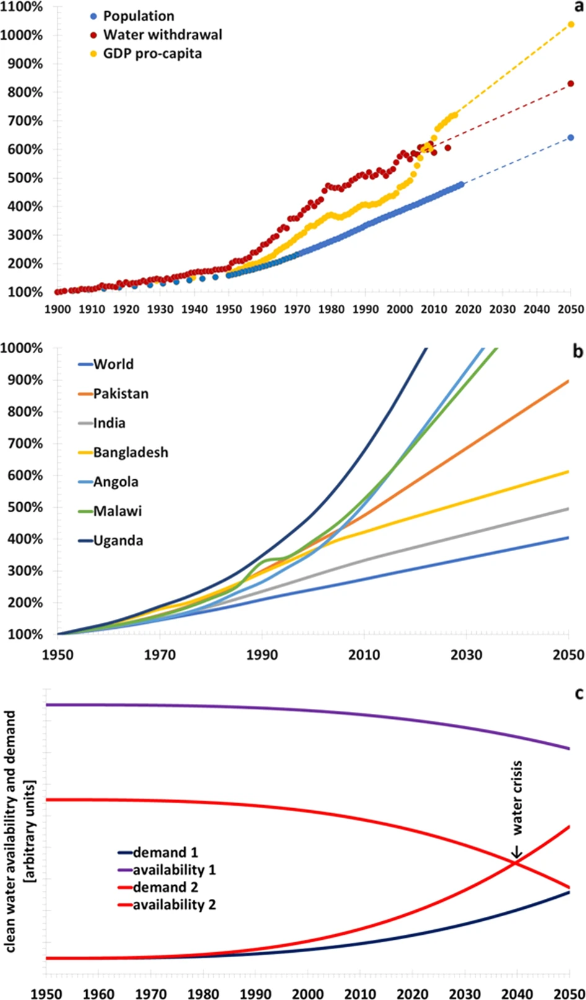 a
1100%
1000%
900%
800%
700%
600%
500%
400%
300%
200%
100%
Population
Water withdrawal
GDP pro-capita
1900 1910 1920 1930 1940 1950 1960 1970 1980 1990 2000 2010 2020 2030 2040 2050
b
1000%
900%
800%
700%
600%
500%
400%
300%
200%
100%
World
Pakistan
India
Bangladesh
Angola
Malawi
Uganda
1950 1970 1990 2010 2030 2050
c
clean water availabilitry and demand
[arbitrary units]
water crisis
demand 1
availability 1
demand 2
availability 2
1950 1960 1970 1980 1990 2000 2010 2020 2030 2040 2050